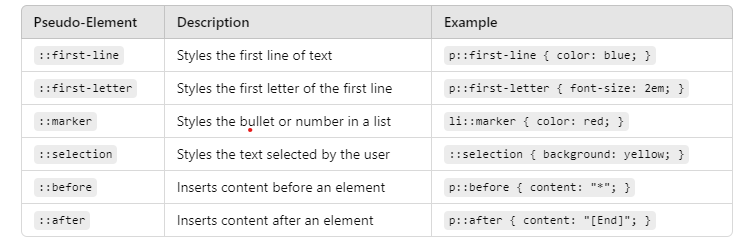 Pseudo-Element Description Example
::first-line Styles the first line of text p::first-line { color: blue; }
::first-letter Styles the first letter of the first line p::first-letter { font-size: 2em; }
::marker Styles the bullet or number in a list li::marker { color: red; }
::selection Styles the text selected by the user ::selection { background: yellow; }
::before Inserts content before an element p::before { content: "*"; }
::after Inserts content after an element p::after { content: "[End]"; }